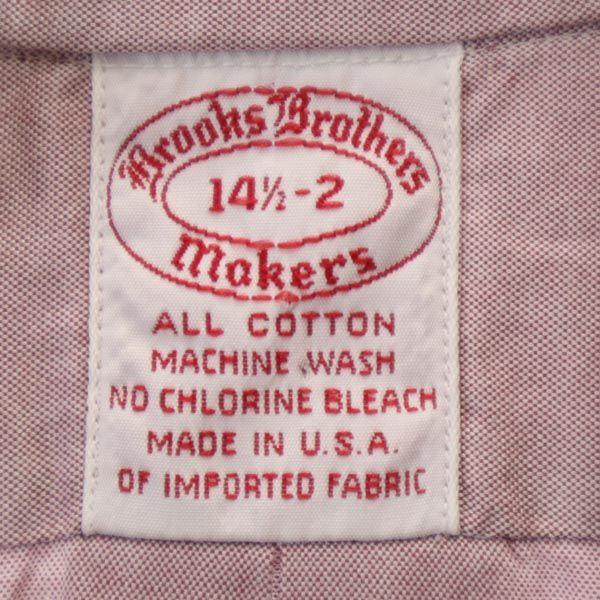 Brooks Brothers
14½-2
Makers
ALL COTTON
MACHINE WASH
NO CHLORINE BLEACH
MADE IN U.S.A.
OF IMPORTED FABRIC